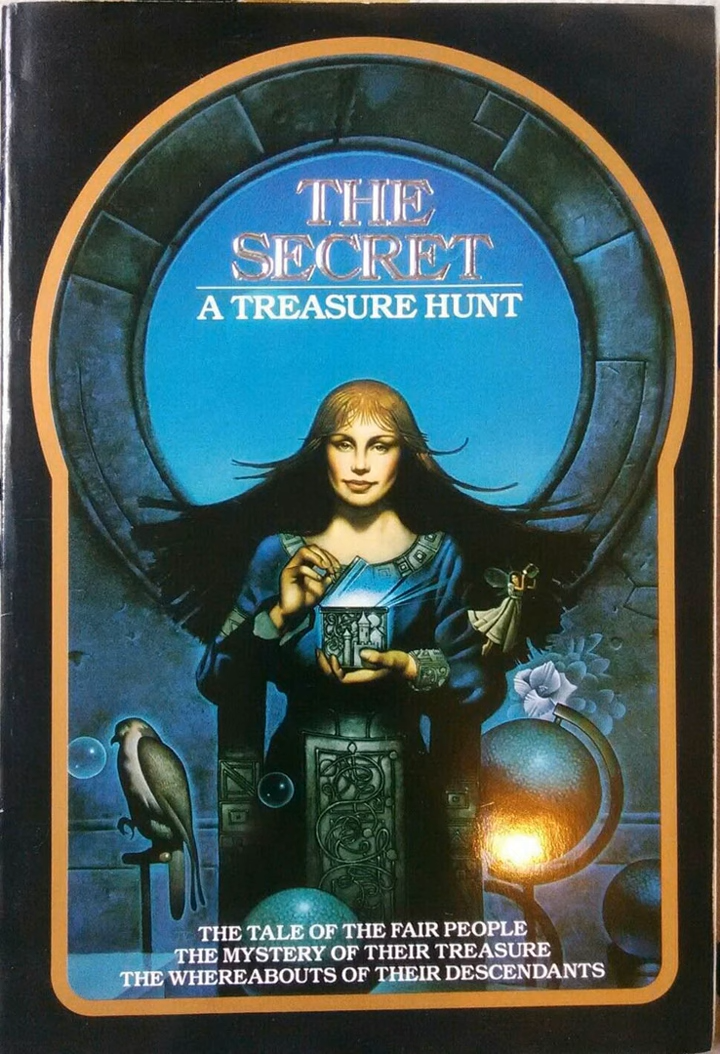 THE
SECRET
A TREASURE HUNT
THE TALE OF THE FAIR PEOPLE
THE MYSTERY OF THEIR TREASURE
THE WHEREABOUTS OF THEIR DESCENDANTS